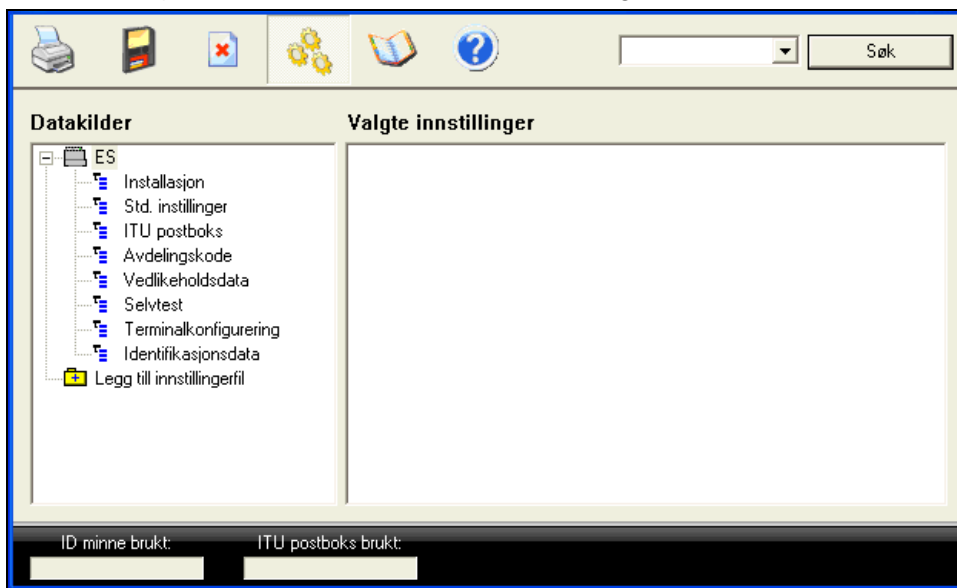 Søk
Datakilder
Valgte innstillinger
ES
Installasjon
Std. instillinger
ITU postboks
Avdelingskode
Vedlikeholdsdata
Selvtest
Terminalkonfigurering
Identifikasjonsdata
Legg till innstillingerfil
ID minne brukt:
ITU postboks brukt: